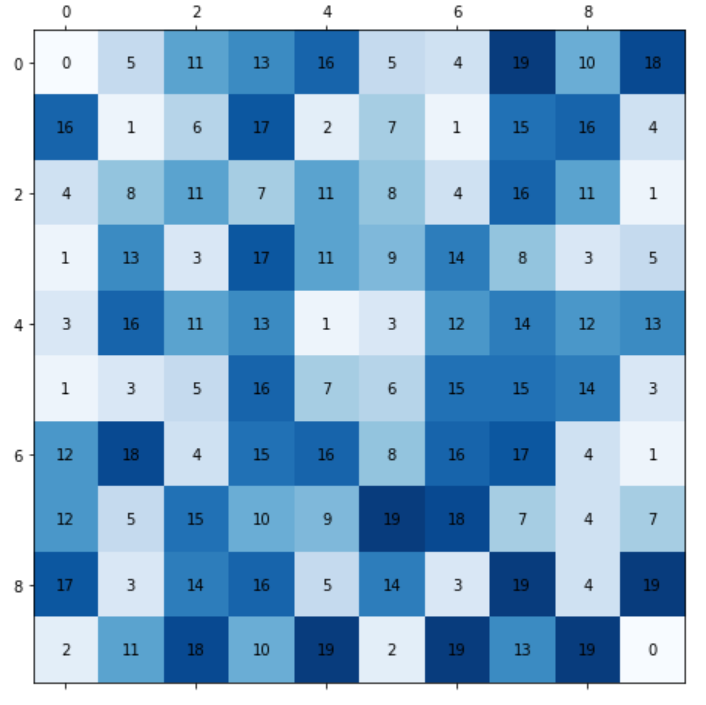 0 2 4 6 8
0 0 5 11 13 16 5 4 19 10 18
16 1 6 17 2 7 1 15 16 4
2 4 8 11 7 11 8 4 16 11 1
1 13 3 17 11 9 14 8 3 5
4 3 16 11 13 1 3 12 14 12 13
1 3 5 16 7 6 15 15 14 3
6 12 18 4 15 16 8 16 17 4 1
12 5 15 10 9 19 18 7 4 7
8 17 3 14 16 5 14 3 19 4 19
2 11 18 10 19 2 19 13 19 0